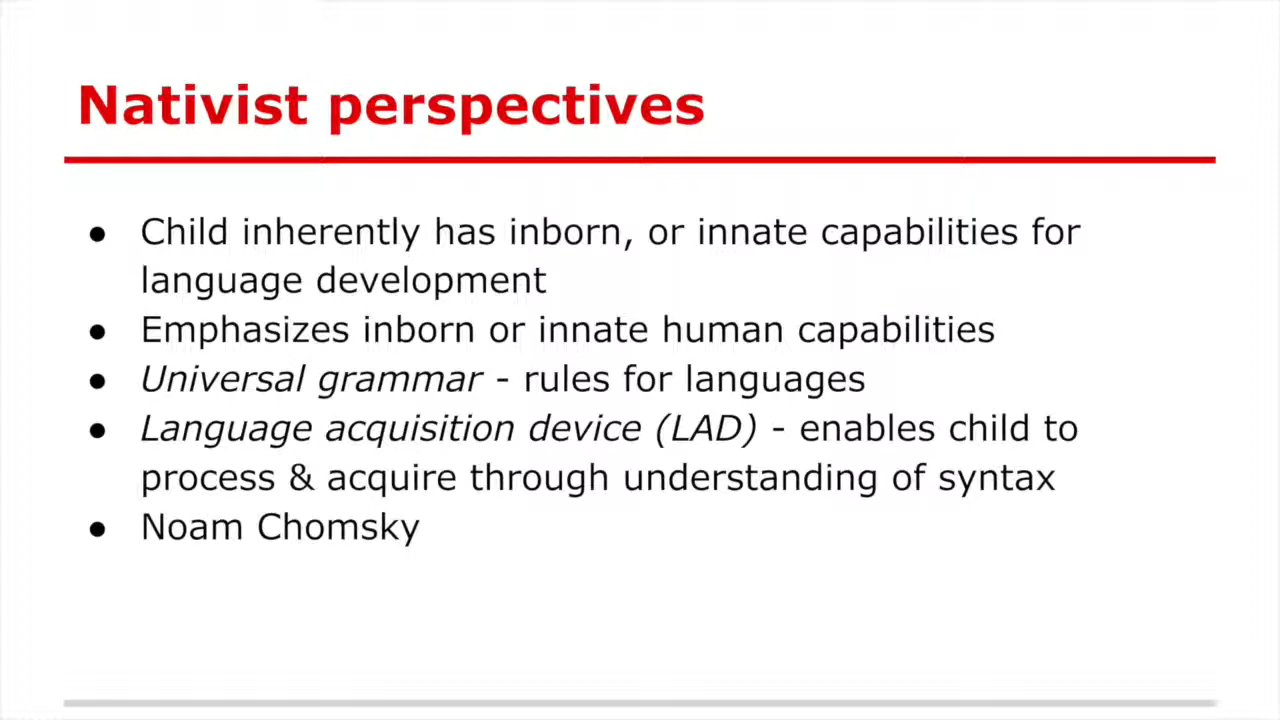 Nativist perspectives
● Child inherently has inborn, or innate capabilities for
language development
● Emphasizes inborn or innate human capabilities
● Universal grammar - rules for languages
● Language acquisition device (LAD) - enables child to
process & acquire through understanding of syntax
● Noam Chomsky